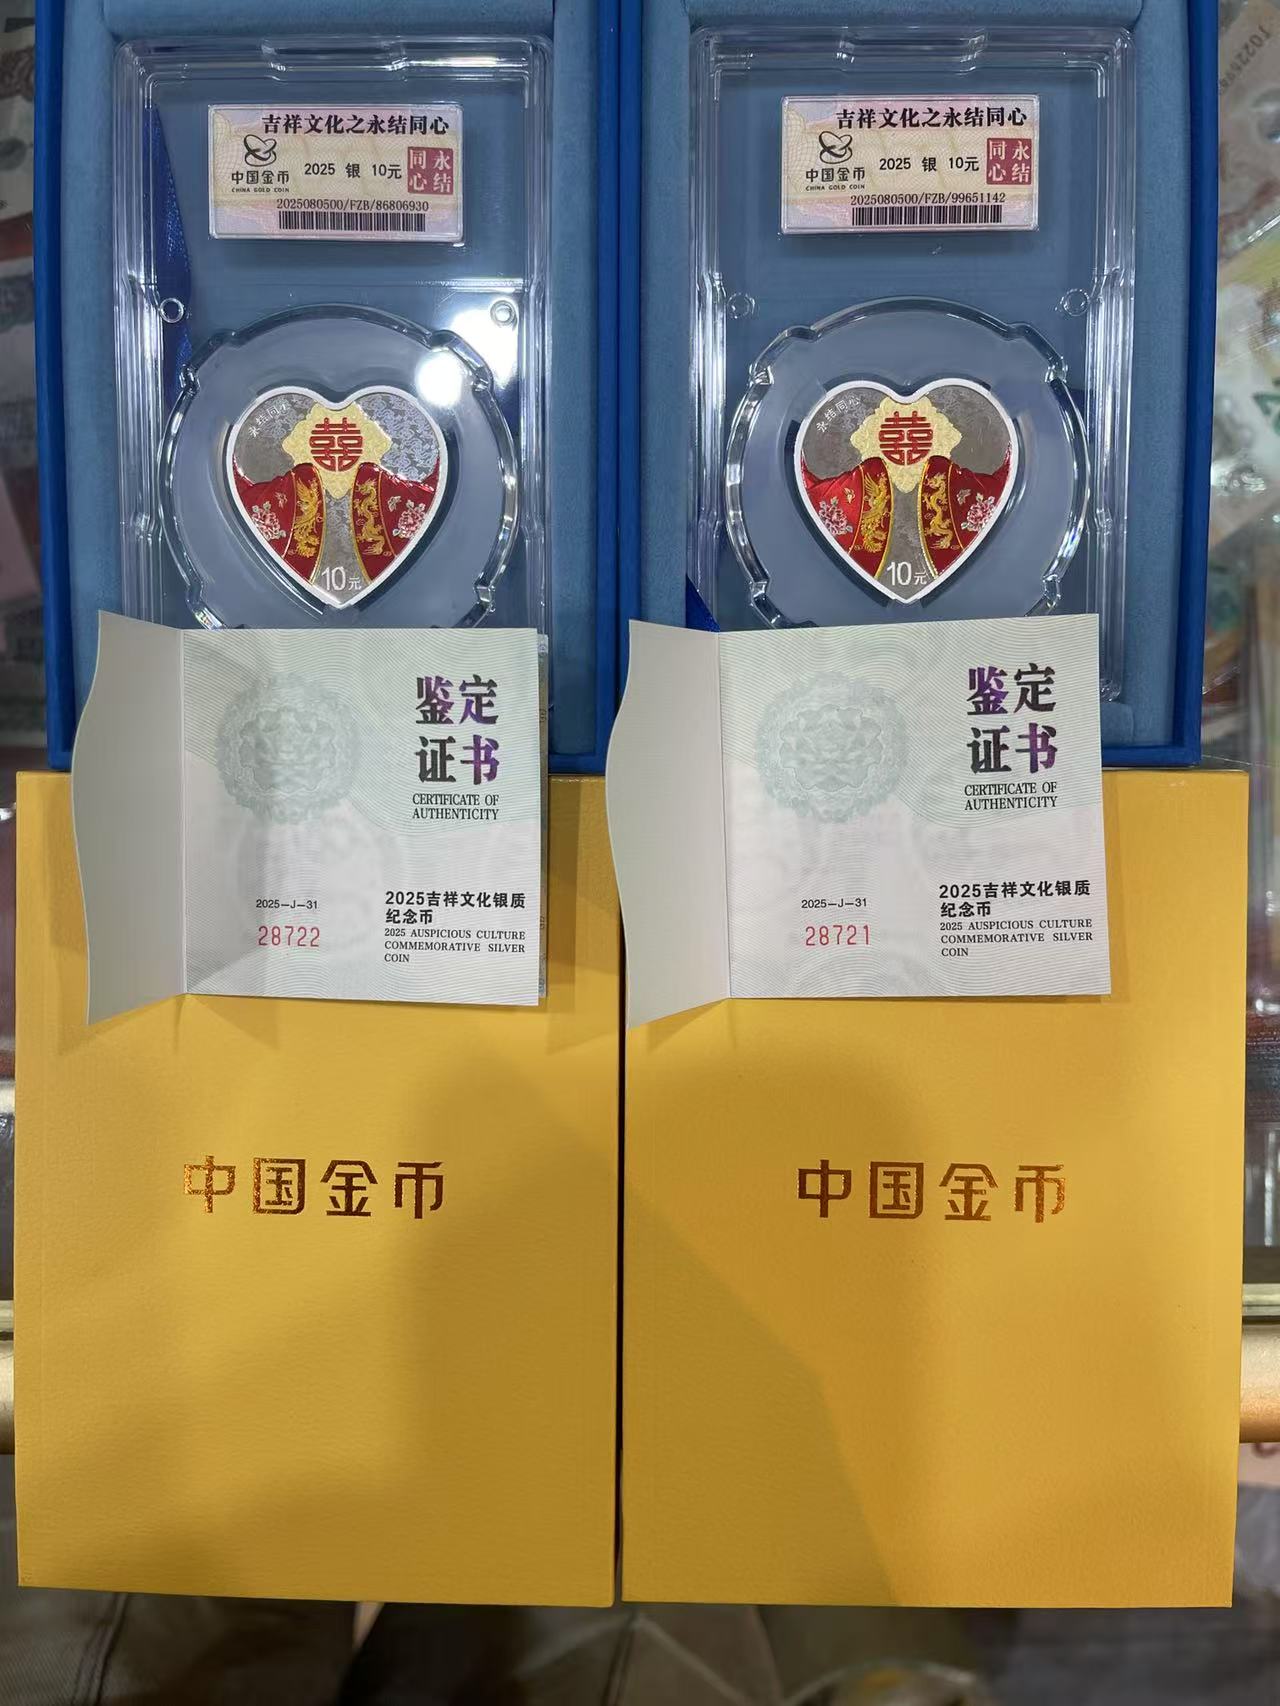 吉祥文化之永结同心
中国金币
CHINA GOLD COIN
2025 银 10元
永结
同心
2025080500/FZB/86806930
永结同心
囍
10元
鉴定
证书
CERTIFICATE OF
AUTHENTICITY
2025—J—31
28722
2025吉祥文化银质
纪念币
2025 AUSPICIOUS CULTURE
COMMEMORATIVE SILVER
COIN
中国金币
吉祥文化之永结同心
中国金币
CHINA GOLD COIN
2025 银 10元
永结
同心
2025080500/FZB/99651142
永结同心
囍
10元
鉴定
证书
CERTIFICATE OF
AUTHENTICITY
2025—J—31
28721
2025吉祥文化银质
纪念币
2025 AUSPICIOUS CULTURE
COMMEMORATIVE SILVER
COIN
中国金币